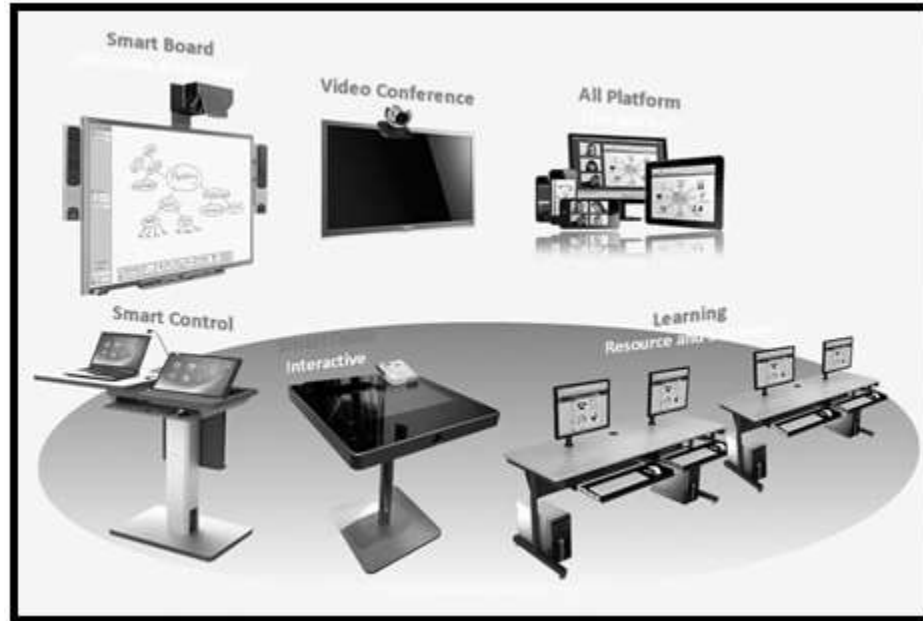 Smart Board
Video Conference
All Platform
Smart Control
Interactive
Learning
Resource and